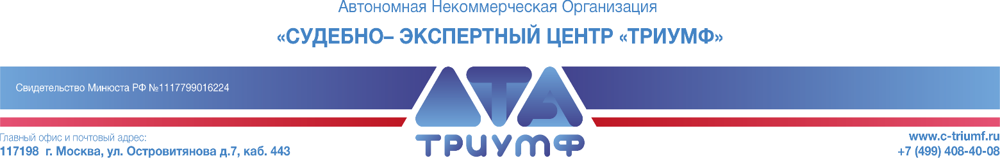 Автономная Некоммерческая Организация
«СУДЕБНО– ЭКСПЕРТНЫЙ ЦЕНТР «ТРИУМФ»
Свидетельство Минюста РФ №1117799016224
АТА
ТРИУМФ
Главный офис и почтовый адрес:
117198 г. Москва, ул. Островитянова д.7, каб. 443
www.c-triumf.ru
+7 (499) 408-40-08